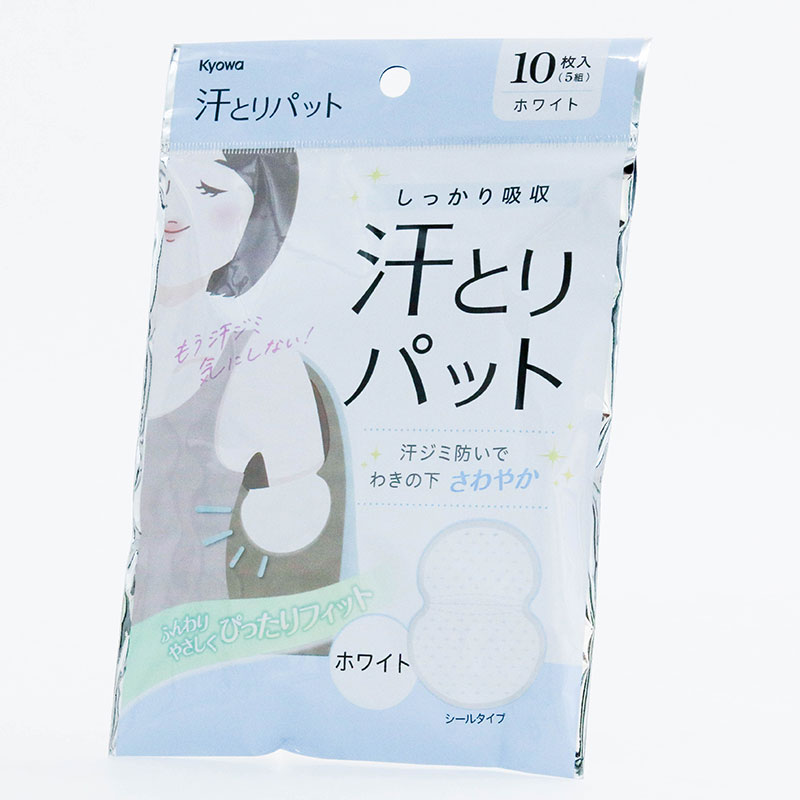 Kyowa
汗とりパット
10枚入
(5組)
ホワイト
しっかり吸収
汗とり
パット
もう汗ジミ
気にしない!
汗ジミ防いで
わきの下 さわやか
ふんわり
やさしく ぴったりフィット
ホワイト
シールタイプ